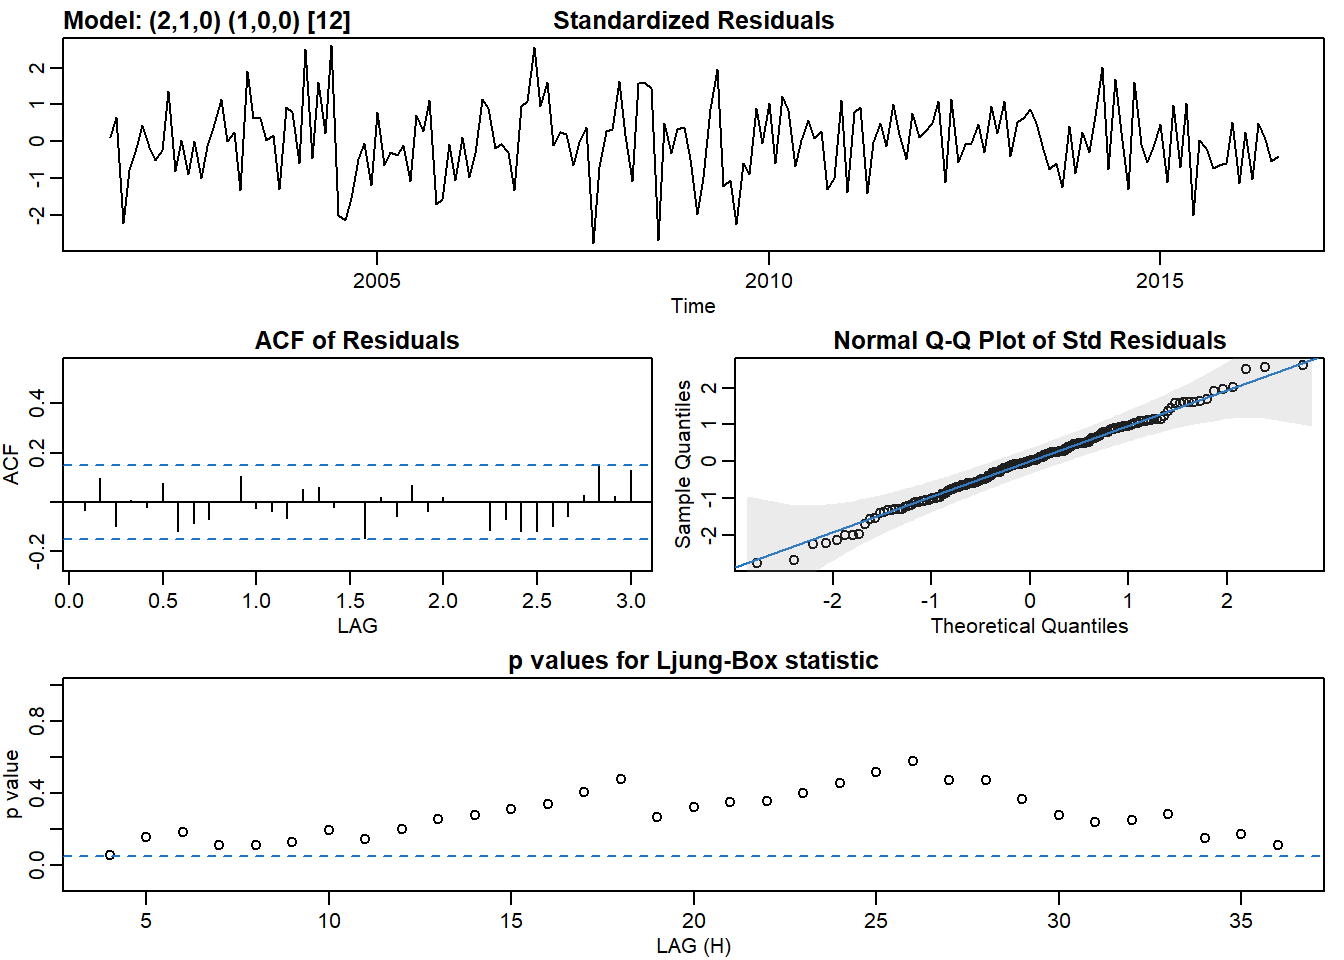 Model: (2,1,0) (1,0,0) [12] Standardized Residuals
2
1
0
-1
-2
2005 2010 2015
Time
ACF of Residuals
ACF
0.4
0.2
-0.2
0.0 0.5 1.0 1.5 2.0 2.5 3.0
LAG
Normal Q-Q Plot of Std Residuals
Sample Quantiles
2
1
0
-1
-2
-2 -1 0 1 2
Theoretical Quantiles
p values for Ljung-Box statistic
p value
0.8
0.4
0.0
5 10 15 20 25 30 35
LAG (H)